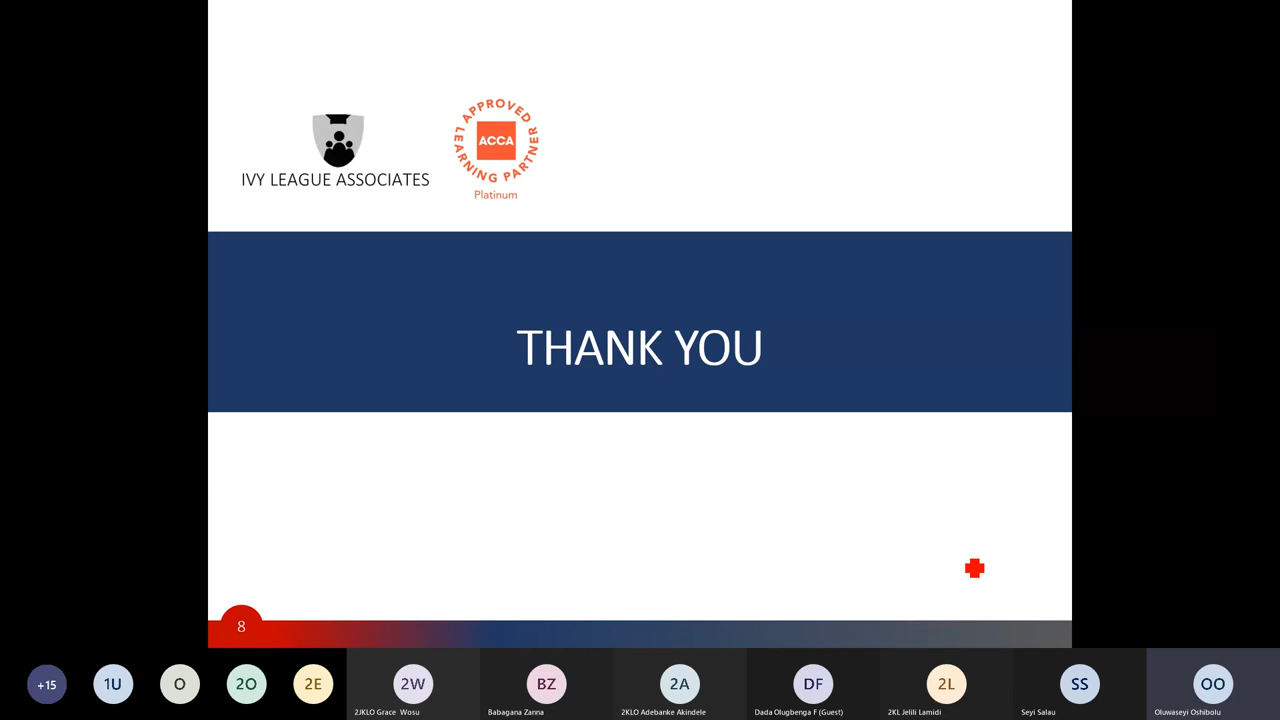 APPROVED LEARNING PARTNER
ACCA
IVY LEAGUE ASSOCIATES
Platinum
THANK YOU
8
+15
1U
O
2O
2E
2W
BZ
2A
DF
2L
SS
OO
2JKLO Grace Wosu
Babagana Zanna
2KLO Adebanke Akindele
Dada Olugbenga F (Guest)
2KL Jelili Lamidi
Seyi Salau
Oluwaseyi Oshibolu